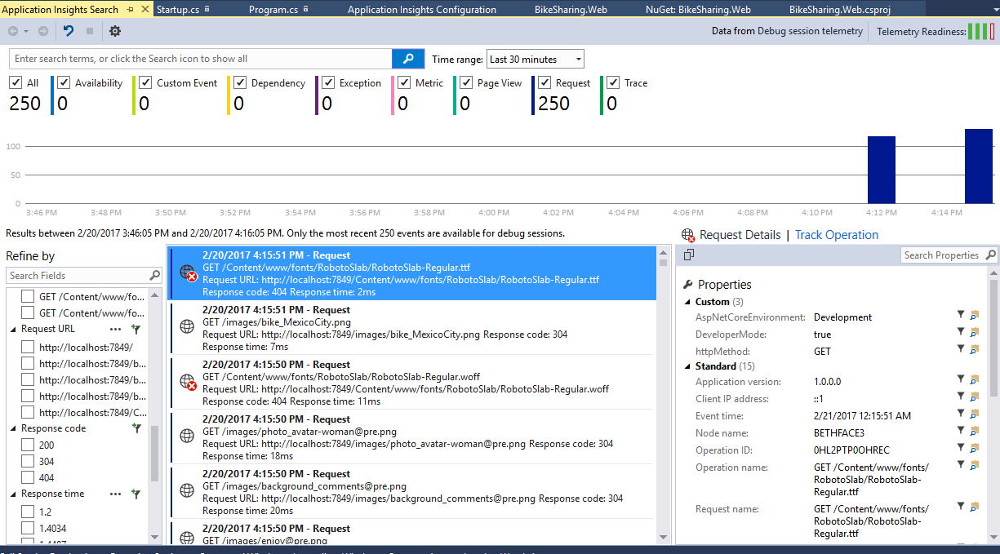 Application Insights Search
Startup.cs
Program.cs
Application Insights Configuration
BikeSharing.Web
NuGet: BikeSharing.Web
BikeSharing.Web.csproj
Data from Debug session telemetry
Telemetry Readiness:
Enter search terms, or click the Search icon to show all
Time range:
Last 30 minutes
All
250
Availability
0
Custom Event
0
Dependency
0
Exception
0
Metric
0
Page View
0
Request
250
Trace
0
100
50
0
3:46 PM
3:48 PM
3:50 PM
3:52 PM
3:54 PM
3:56 PM
3:58 PM
4:00 PM
4:02 PM
4:04 PM
4:06 PM
4:08 PM
4:10 PM
4:12 PM
4:14 PM
Results between 2/20/2017 3:46:05 PM and 2/20/2017 4:16:05 PM. Only the most recent 250 events are available for debug sessions.
Refine by
Search Fields
GET /Content/www/fo...
GET /Content/www/fo...
Request URL
http://localhost:7849/
http://localhost:7849/b...
http://localhost:7849/b...
http://localhost:7849/b...
http://localhost:7849/C...
Response code
200
304
404
Response time
1.2
1.4034
2/20/2017 4:15:51 PM - Request
GET /Content/www/fonts/RobotoSlab/RobotoSlab-Regular.ttf
Request URL: http://localhost:7849/Content/www/fonts/RobotoSlab/RobotoSlab-Regular.ttf
Response code: 404 Response time: 2ms
2/20/2017 4:15:51 PM - Request
GET /images/bike_MexicoCity.png
Request URL: http://localhost:7849/images/bike_MexicoCity.png Response code: 304
Response time: 7ms
2/20/2017 4:15:50 PM - Request
GET /Content/www/fonts/RobotoSlab/RobotoSlab-Regular.woff
Request URL: http://localhost:7849/Content/www/fonts/RobotoSlab/RobotoSlab-Regular.woff
Response code: 404 Response time: 11ms
2/20/2017 4:15:50 PM - Request
GET /images/photo_avatar-woman@pre.png
Request URL: http://localhost:7849/images/photo_avatar-woman@pre.png Response code: 304
Response time: 18ms
2/20/2017 4:15:50 PM - Request
GET /images/background_comments@pre.png
Request URL: http://localhost:7849/images/background_comments@pre.png Response code: 304
Response time: 20ms
2/20/2017 4:15:50 PM - Request
GET /images/enjoy@pre.png
Request Details | Track Operation
Search Properties
Properties
Custom (3)
AspNetCoreEnvironment: Development
DeveloperMode: true
httpMethod: GET
Standard (15)
Application version: 1.0.0.0
Client IP address: ::1
Event time: 2/21/2017 12:15:51 AM
Node name: BETHFACE3
Operation ID: 0HL2PTP0OHREC
Operation name: GET /Content/www/fonts/
RobotoSlab/RobotoSlab-
Regular.ttf
Request name: GET /Content/www/fonts/
RobotoSlab/RobotoSlab-
Regular.ttf